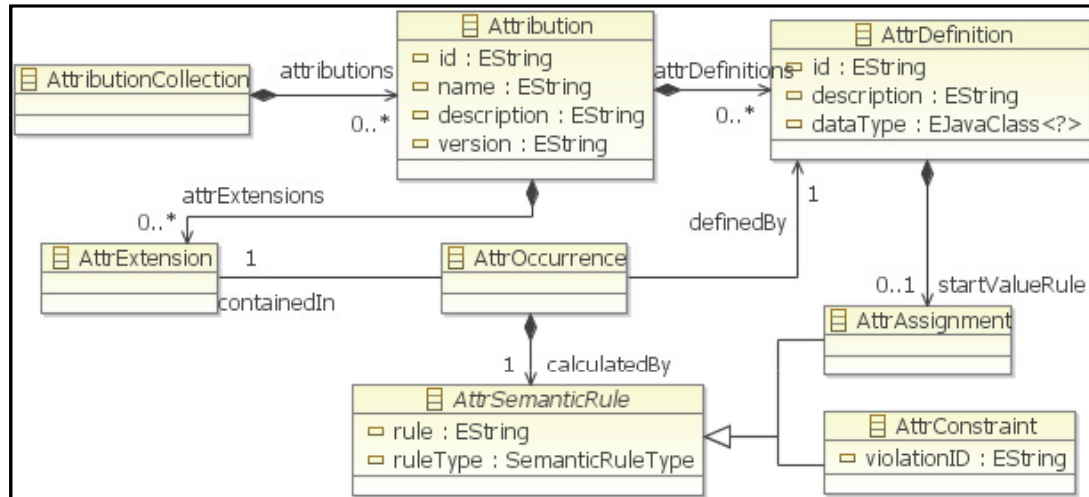 Attribution
id : EString
name : EString
description : EString
version : EString
AttrDefinition
id : EString
description : EString
dataType : EJavaClass<?>
AttributionCollection
attributions
0..*
attrDefinitions
0..*
attrExtensions
0..*
definedBy
1
AttrExtension
1
containedIn
AttrOccurrence
0..1
startValueRule
AttrAssignment
1
calculatedBy
AttrSemanticRule
rule : EString
ruleType : SemanticRuleType
AttrConstraint
violationID : EString